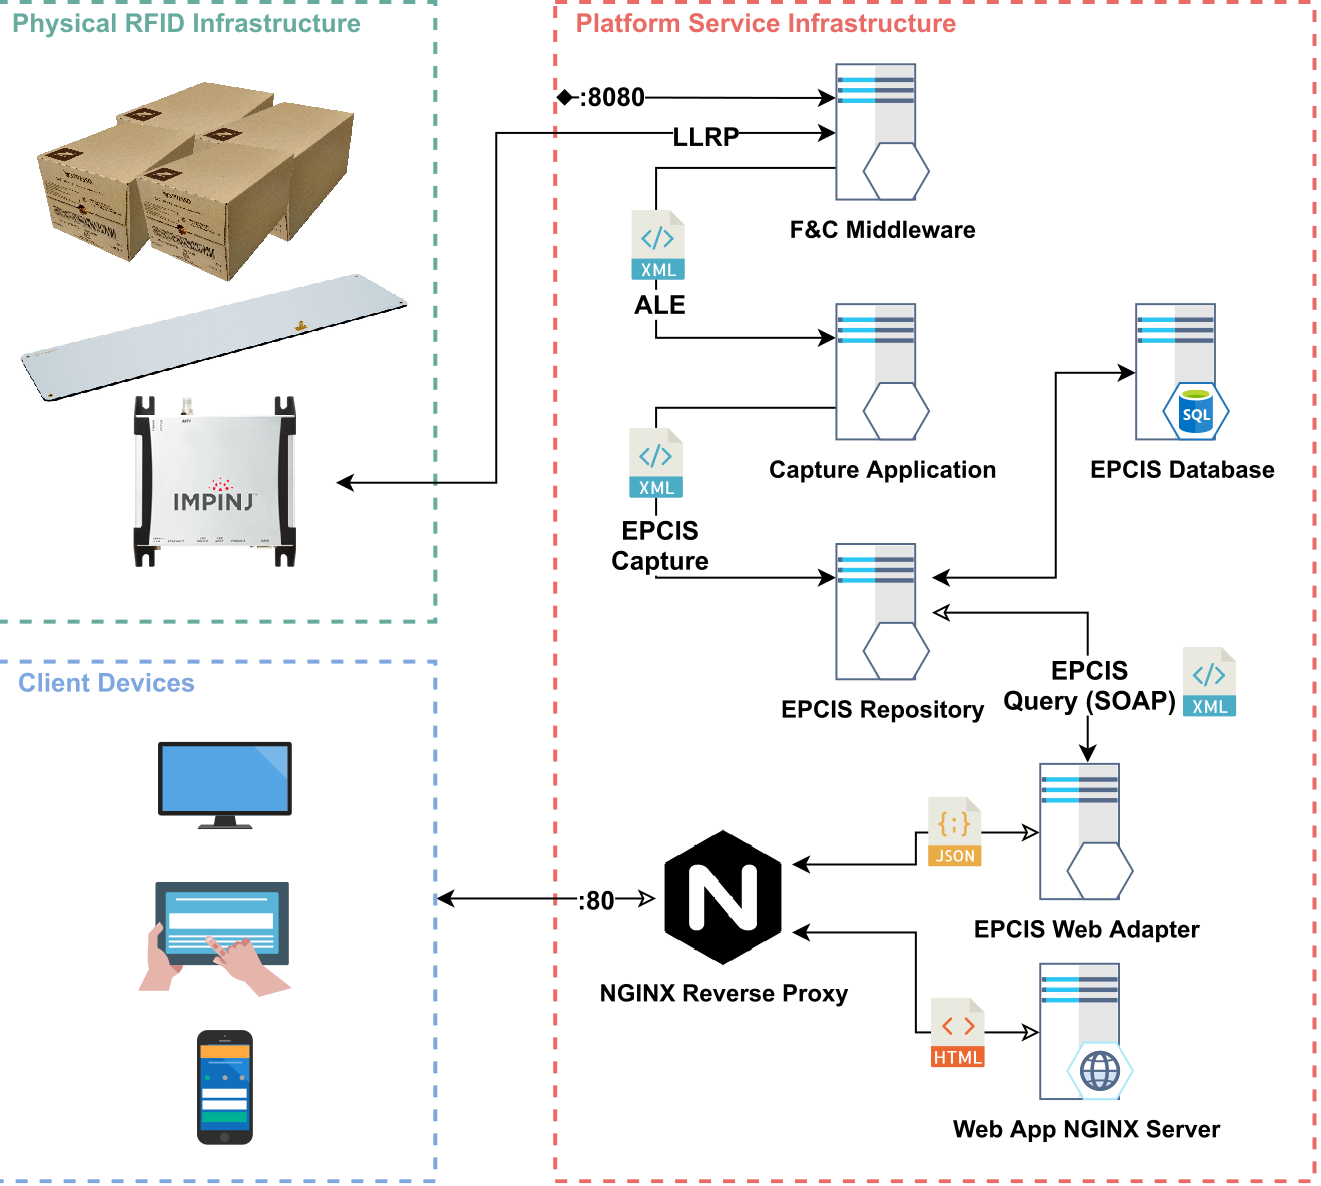 Physical RFID Infrastructure
IMPINJ
Client Devices
Platform Service Infrastructure
:8080
LLRP
F&C Middleware
XML
ALE
Capture Application
XML
EPCIS
Capture
SQL
EPCIS Database
EPCIS Repository
EPCIS
Query (SOAP)
XML
{;}
JSON
EPCIS Web Adapter
:80
N
NGINX Reverse Proxy
HTML
Web App NGINX Server